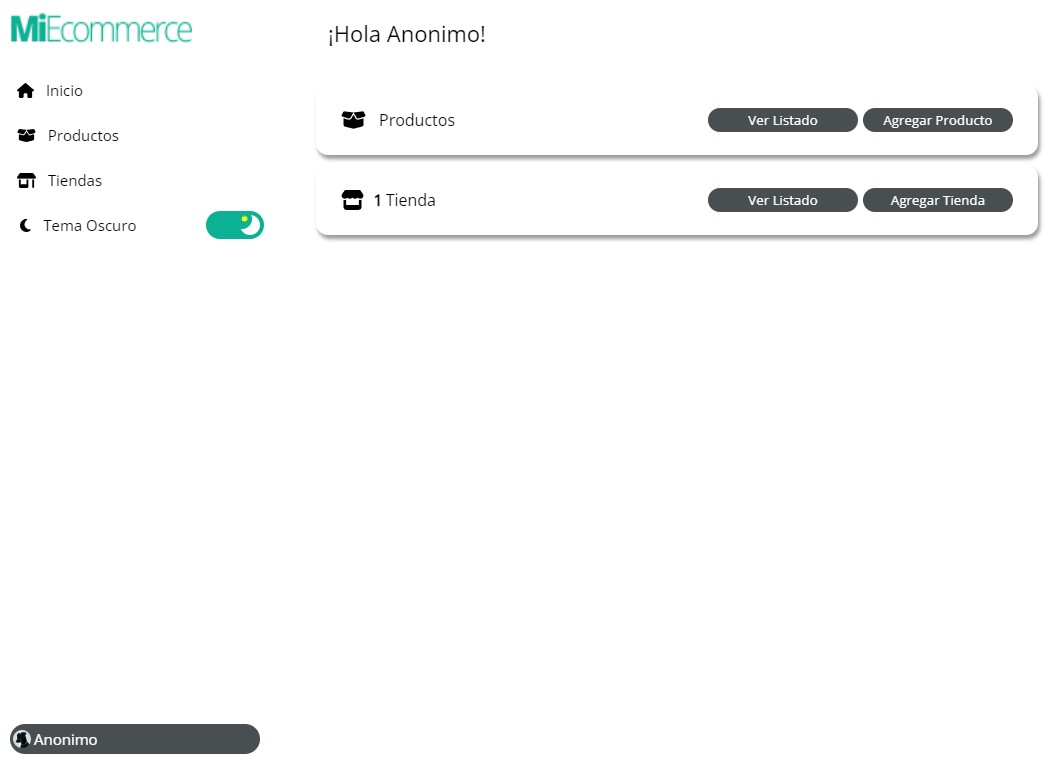 MiEcommerce
Inicio
Productos
Tiendas
Tema Oscuro
Anonimo
¡Hola Anonimo!
Productos
Ver Listado
Agregar Producto
1 Tienda
Ver Listado
Agregar Tienda